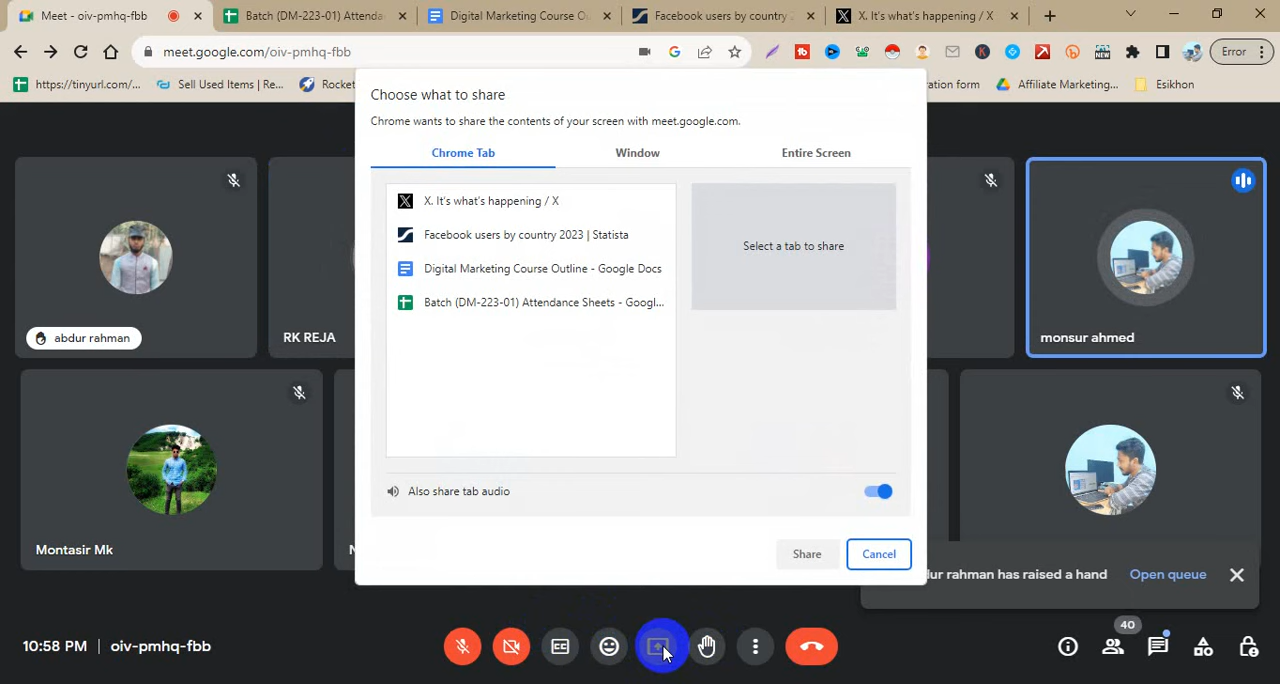 Meet - oiv-pmhq-fbb
Batch (DM-223-01) Attenda
Digital Marketing Course O
Facebook users by country
X. It's what's happening / X
meet.google.com/oiv-pmhq-fbb
Error
https://tinyurl.com/...
Sell Used Items | Re...
Rocket
ation form
Affiliate Marketing...
Esikhon
Choose what to share
Chrome wants to share the contents of your screen with meet.google.com.
Chrome Tab
Window
Entire Screen
X. It's what's happening / X
Facebook users by country 2023 | Statista
Digital Marketing Course Outline - Google Docs
Batch (DM-223-01) Attendance Sheets - Googl...
Select a tab to share
Also share tab audio
Share
Cancel
abdur rahman
RK REJA
monsur ahmed
Montasir Mk
dur rahman has raised a hand
Open queue
10:58 PM | oiv-pmhq-fbb
40